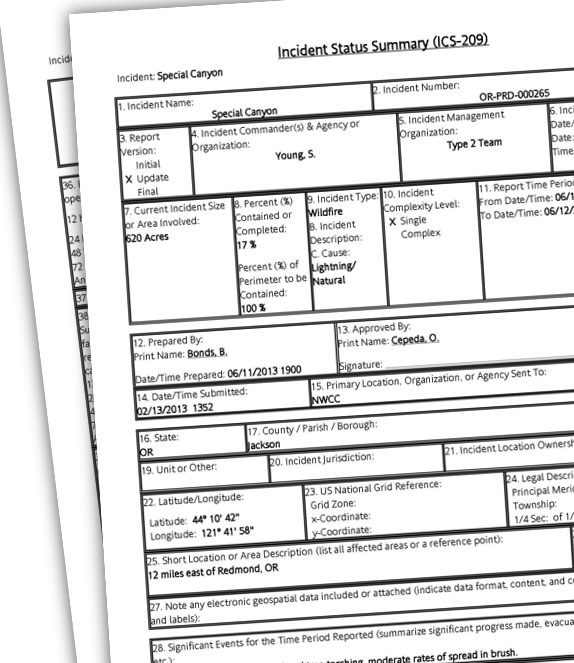 Incident Status Summary (ICS-209)
Incident: Special Canyon
1. Incident Name:
Special Canyon
2. Incident Number:
OR-PRD-000265
3. Report
Version:
Initial
X Update
Final
4. Incident Commander(s) & Agency or
Organization:
Young, S.
5. Incident Management
Organization:
Type 2 Team
6. Inci
Date/
Date:
Time
7. Current Incident Size
or Area Involved:
620 Acres
8. Percent (%)
Contained or
Completed:
17 %
Percent (%) of
Perimeter to be
Contained:
100 %
9. Incident Type:
Wildfire
B. Incident
Description:
C. Cause:
Lightning/
Natural
10. Incident
Complexity Level:
X Single
Complex
11. Report Time Perio
From Date/Time: 06/1
To Date/Time: 06/12/
12. Prepared By:
Print Name: Bonds, B.
Date/Time Prepared: 06/11/2013 1900
13. Approved By:
Print Name: Cepeda, O.
Signature:
14. Date/Time Submitted:
02/13/2013 1352
15. Primary Location, Organization, or Agency Sent To:
NWCC
16. State:
OR
17. County / Parish / Borough:
Jackson
19. Unit or Other:
20. Incident Jurisdiction:
21. Incident Location Ownersh
22. Latitude/Longitude:
Latitude: 44° 10' 42"
Longitude: 121° 41' 58"
23. US National Grid Reference:
Grid Zone:
x-Coordinate:
y-Coordinate:
24. Legal Descri
Principal Meri
Township:
1/4 Sec: of 1/
25. Short Location or Area Description (list all affected areas or a reference point):
12 miles east of Redmond, OR
27. Note any electronic geospatial data included or attached (indicate data format, content, and c
and labels):
28. Significant Events for the Time Period Reported (summarize significant progress made, evacua
etc.):
moderate rates of spread in brush.
Incid
36.
ope
12 h
24 l
48
72
An
37
38
Su